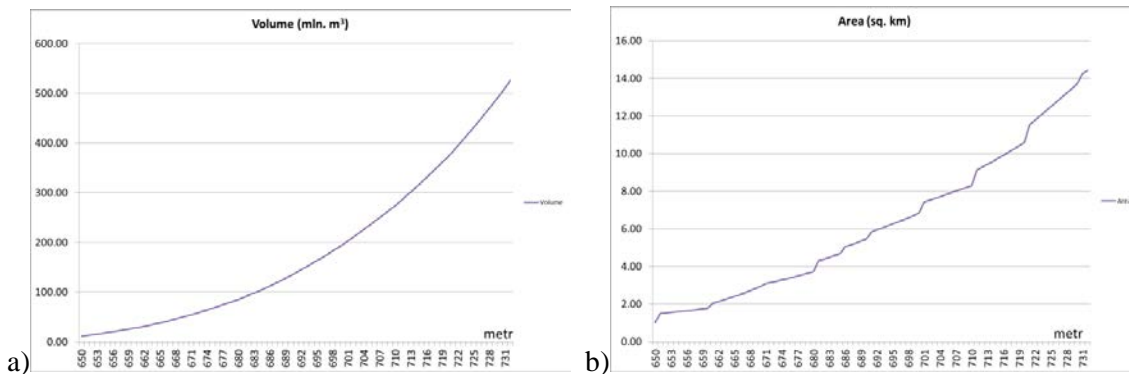 Volume (mln. m³)
600.00
500.00
400.00
300.00
200.00
100.00
0.00
650 653 656 659 662 665 668 671 674 677 680 683 686 689 692 695 698 701 704 707 710 713 716 719 722 725 728 731
metr
Volume
a)
Area (sq. km)
16.00
14.00
12.00
10.00
8.00
6.00
4.00
2.00
0.00
650 653 656 659 662 665 668 671 674 677 680 683 686 689 692 695 698 701 704 707 710 713 716 719 722 725 728 731
metr
Area
b)